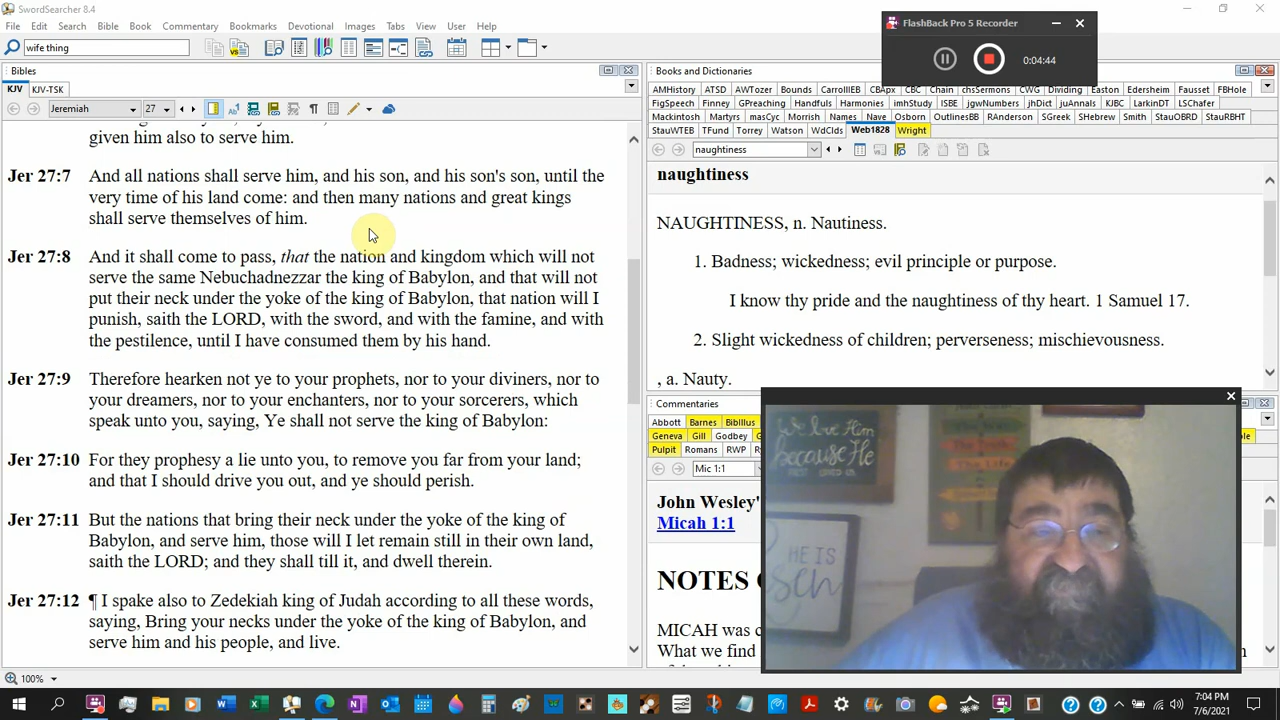 SwordSearcher 8.4
File Edit Search Bible Book Commentary Bookmarks Devotional Images Tabs View User Help
wife thing
FlashBack Pro 5 Recorder
0:04:44
Bibles
KJV KJV-TSK
Jeremiah 27
given him also to serve him.
Jer 27:7 And all nations shall serve him, and his son, and his son's son, until the
very time of his land come: and then many nations and great kings
shall serve themselves of him.
Jer 27:8 And it shall come to pass, that the nation and kingdom which will not
serve the same Nebuchadnezzar the king of Babylon, and that will not
put their neck under the yoke of the king of Babylon, that nation will I
punish, saith the LORD, with the sword, and with the famine, and with
the pestilence, until I have consumed them by his hand.
Jer 27:9 Therefore hearken not ye to your prophets, nor to your diviners, nor to
your dreamers, nor to your enchanters, nor to your sorcerers, which
speak unto you, saying, Ye shall not serve the king of Babylon:
Jer 27:10 For they prophesy a lie unto you, to remove you far from your land;
and that I should drive you out, and ye should perish.
Jer 27:11 But the nations that bring their neck under the yoke of the king of
Babylon, and serve him, those will I let remain still in their own land,
saith the LORD; and they shall till it, and dwell therein.
Jer 27:12 ¶ I spake also to Zedekiah king of Judah according to all these words,
saying, Bring your necks under the yoke of the king of Babylon, and
serve him and his people, and live.
100%
Books and Dictionaries
AMHistory ATSD AWTozer Bounds CarrollIEB CBApx CBC Chain chsSermons CWG Dividing Easton Edersheim Fausset FBHole
FigSpeech Finney GPreaching Handfuls Harmonies imhStudy ISBE jgwNumbers jhDict juAnnals KJBC LarkinDT LSChafer
Mackintosh Martyrs masCyc Morrish Names Nave Osborn OutlinesBB RAnderson SGreek SHebrew Smith StauOBRD StauRBHT
StauWTEB TFund Torrey Watson WdClds Web1828 Wright
naughtiness
naughtiness
NAUGHTINESS, n. Nautiness.
1. Badness; wickedness; evil principle or purpose.
I know thy pride and the naughtiness of thy heart. 1 Samuel 17.
2. Slight wickedness of children; perverseness; mischievousness.
, a. Nauty.
Commentaries
Abbott Barnes BibIllus
Geneva Gill Godbey
Pulpit Romans RWP
Mic 1:1
John Wesley'
Micah 1:1
NOTES
MICAH was
What we find
We love Him
because He
HE IS
7:04 PM
7/6/2021